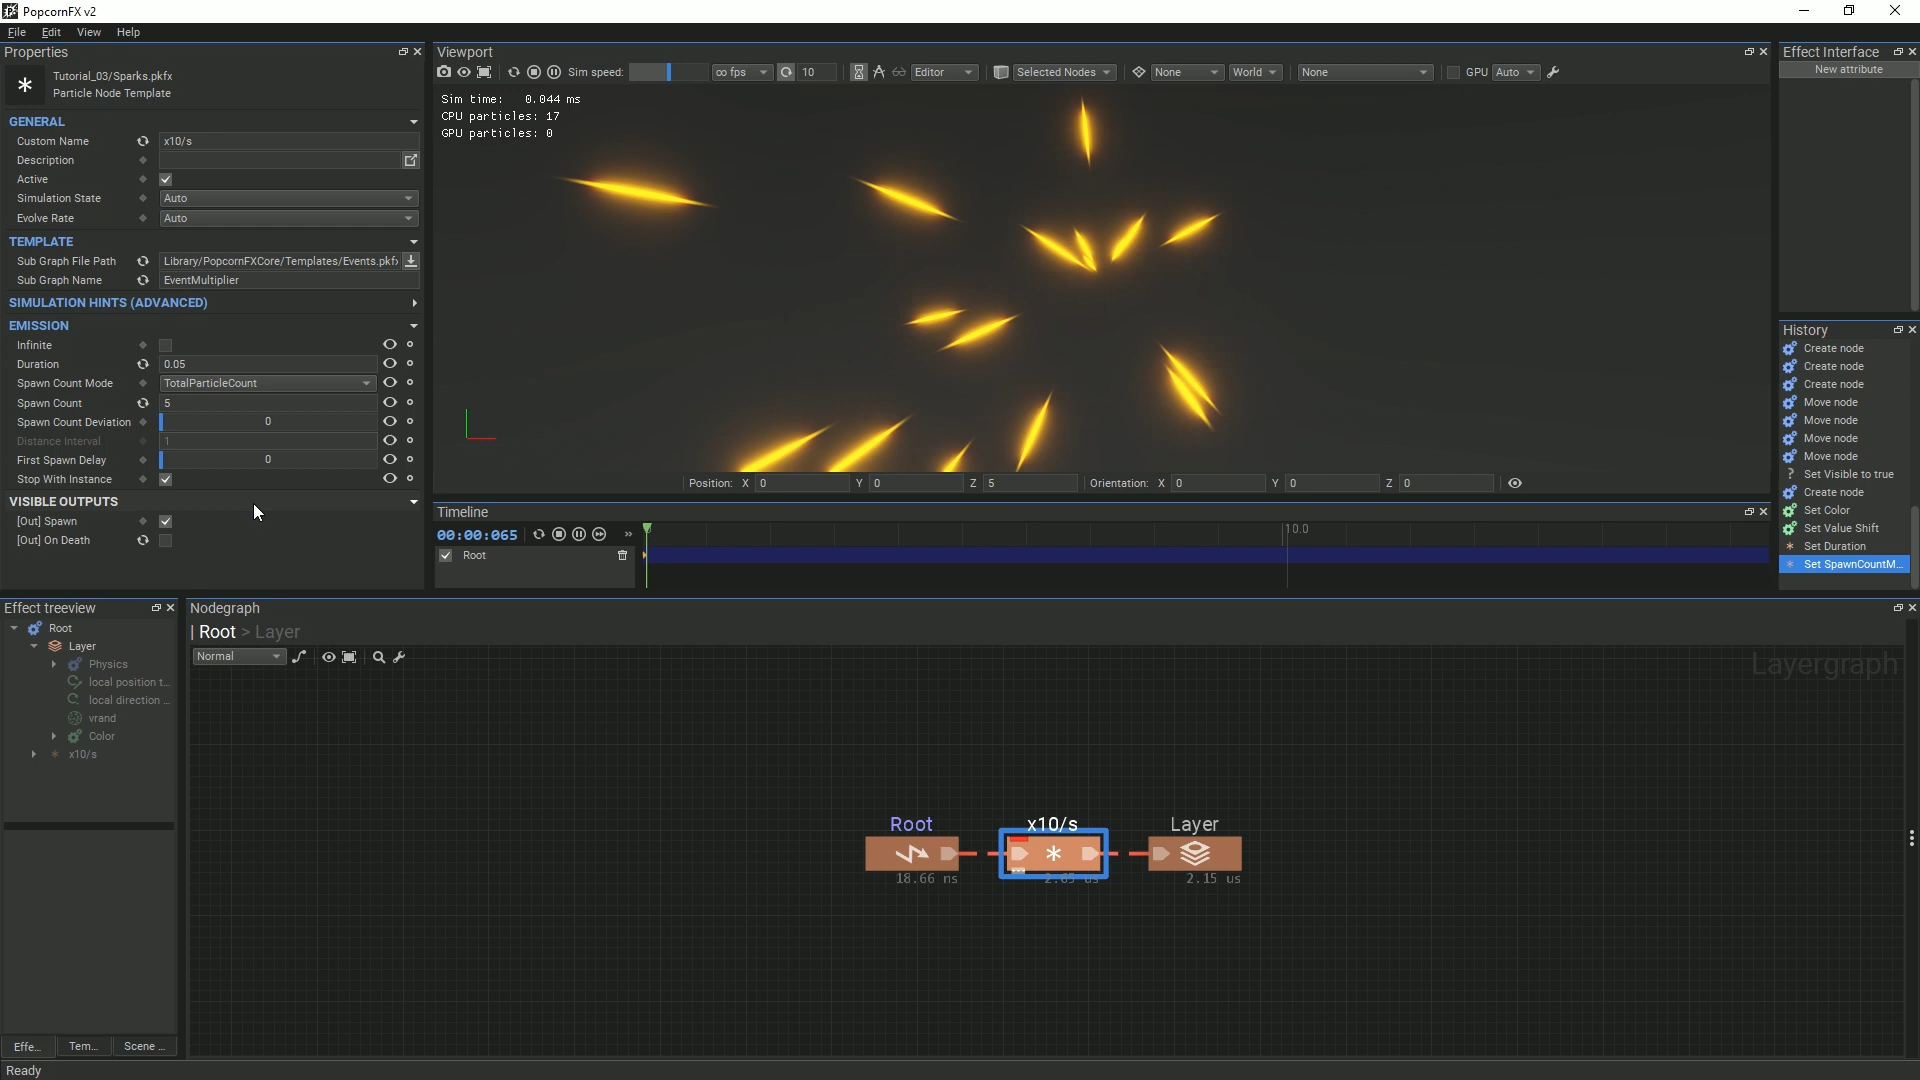 PopcornFX v2
File Edit View Help
Properties
Tutorial_03/Sparks.pkfx
Particle Node Template
GENERAL
Custom Name x10/s
Description
Active
Simulation State Auto
Evolve Rate Auto
TEMPLATE
Sub Graph File Path Library/PopcornFXCore/Templates/Events.pkf
Sub Graph Name EventMultiplier
SIMULATION HINTS (ADVANCED)
EMISSION
Infinite
Duration 0.05
Spawn Count Mode TotalParticleCount
Spawn Count 5
Spawn Count Deviation 0
Distance Interval 1
First Spawn Delay 0
Stop With Instance
VISIBLE OUTPUTS
[Out] Spawn
[Out] On Death
Viewport
Sim speed: ∞ fps 10 Editor Selected Nodes None World None GPU Auto
Sim time: 0.044 ms
CPU particles: 17
GPU particles: 0
Position: X 0 Y 0 Z 5 Orientation: X 0 Y 0 Z 0
Timeline
00:00:065 » 10.0
Root
Effect Interface
New attribute
History
Create node
Create node
Create node
Move node
Move node
Move node
Move node
Set Visible to true
Create node
Set Color
Set Value Shift
Set Duration
Set SpawnCountM...
Effect treeview
Root
Layer
Physics
local position t...
local direction ...
vrand
Color
x10/s
Effe... Tem... Scene ...
Nodegraph
| Root > Layer
Normal
Layergraph
Root x10/s Layer
18.66 ns 2.65 us 2.15 us
Ready